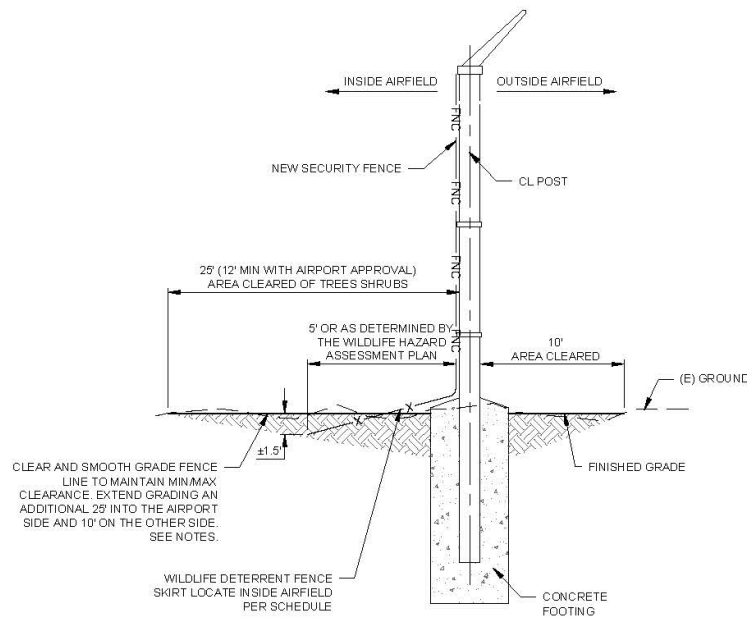 INSIDE AIRFIELD
OUTSIDE AIRFIELD
FNC
NEW SECURITY FENCE
CL POST
FNC
FNC
25' (12' MIN WITH AIRPORT APPROVAL)
AREA CLEARED OF TREES SHRUBS
5' OR AS DETERMINED BY
THE WILDLIFE HAZARD
ASSESSMENT PLAN
FNC
10'
AREA CLEARED
(E) GROUND
X
X
±1.5'
CLEAR AND SMOOTH GRADE FENCE
LINE TO MAINTAIN MIN/MAX
CLEARANCE. EXTEND GRADING AN
ADDITIONAL 25' INTO THE AIRPORT
SIDE AND 10' ON THE OTHER SIDE.
SEE NOTES.
FINISHED GRADE
WILDLIFE DETERRENT FENCE
SKIRT LOCATE INSIDE AIRFIELD
PER SCHEDULE
CONCRETE
FOOTING